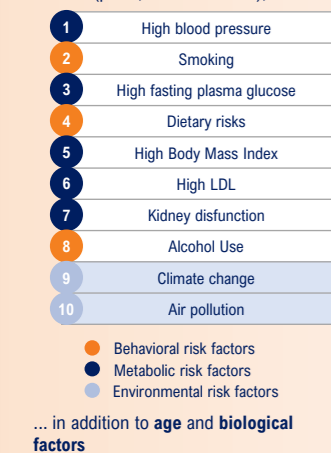 1 High blood pressure
2 Smoking
3 High fasting plasma glucose
4 Dietary risks
5 High Body Mass Index
6 High LDL
7 Kidney disfunction
8 Alcohol Use
9 Climate change
10 Air pollution
Behavioral risk factors
Metabolic risk factors
Environmental risk factors
... in addition to age and biological
factors